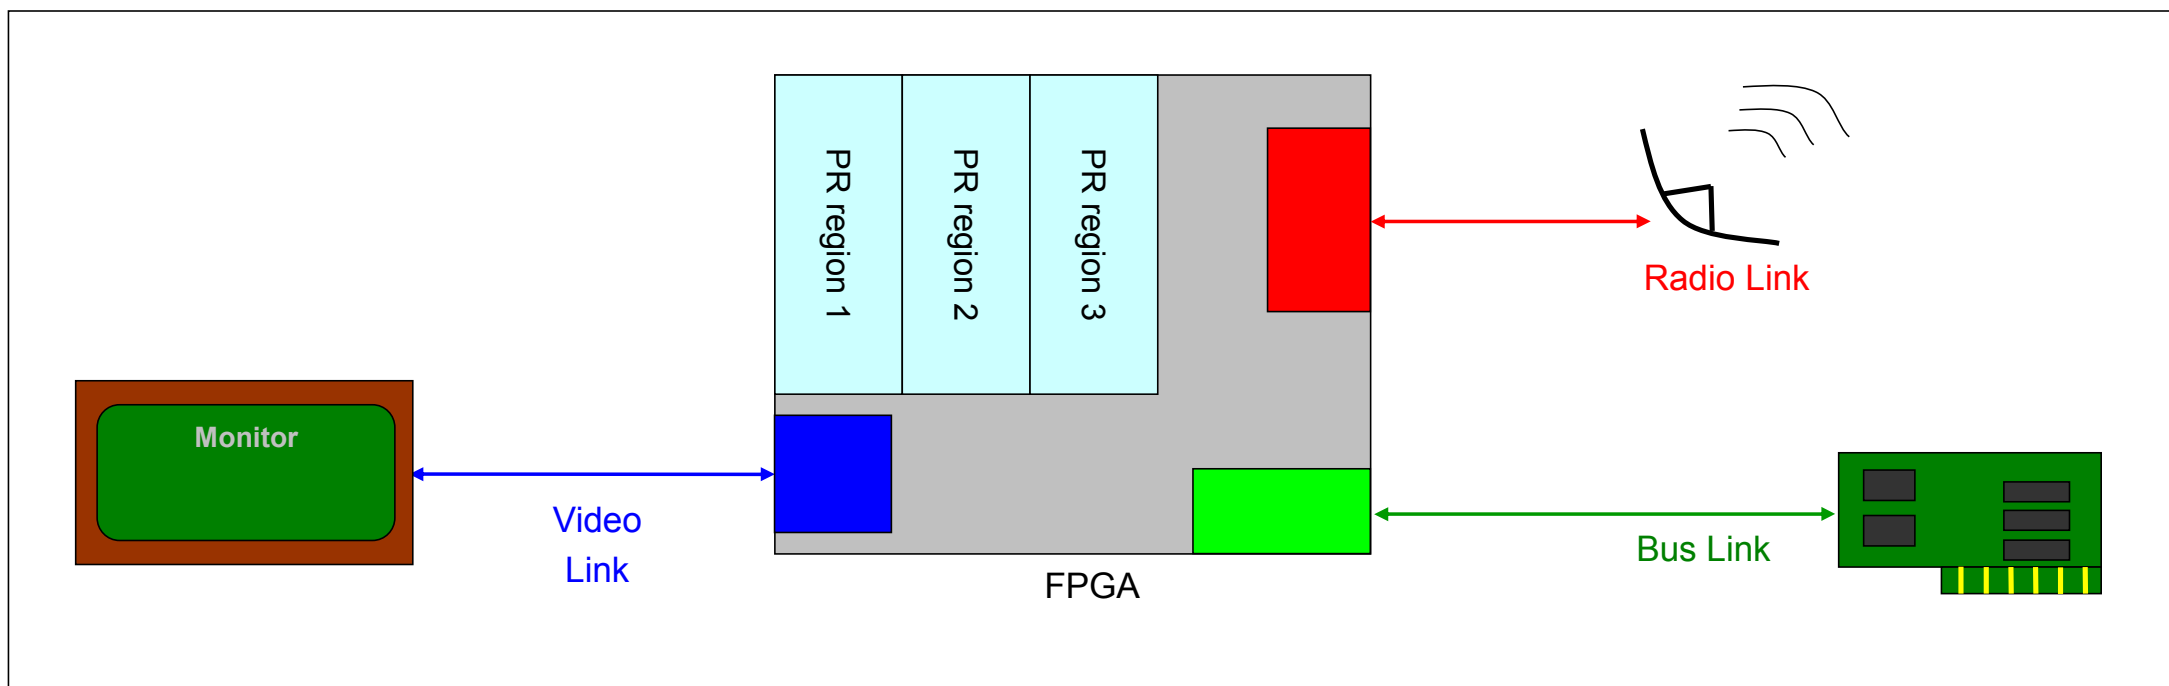 PR region 1
PR region 2
PR region 3
Radio Link
Monitor
Video
Link
Bus Link
FPGA